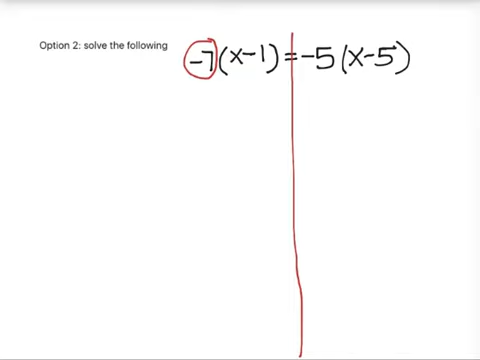 Option 2: solve the following
-7(x-1)=-5(x-5)